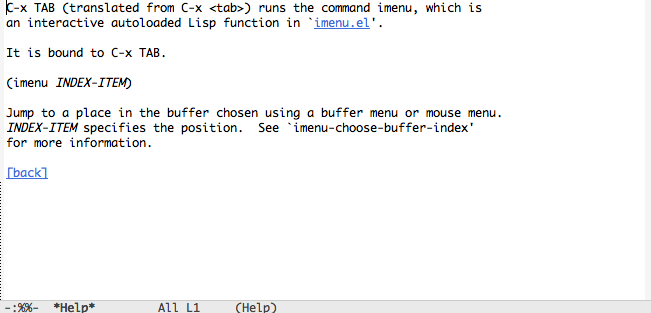 C-x TAB (translated from C-x <tab>) runs the command imenu, which is
an interactive autoloaded Lisp function in `imenu.el'.
It is bound to C-x TAB.
(imenu INDEX-ITEM)
Jump to a place in the buffer chosen using a buffer menu or mouse menu.
INDEX-ITEM specifies the position.  See `imenu-choose-buffer-index'
for more information.
[back]
-:%%-  *Help*         All L1     (Help)